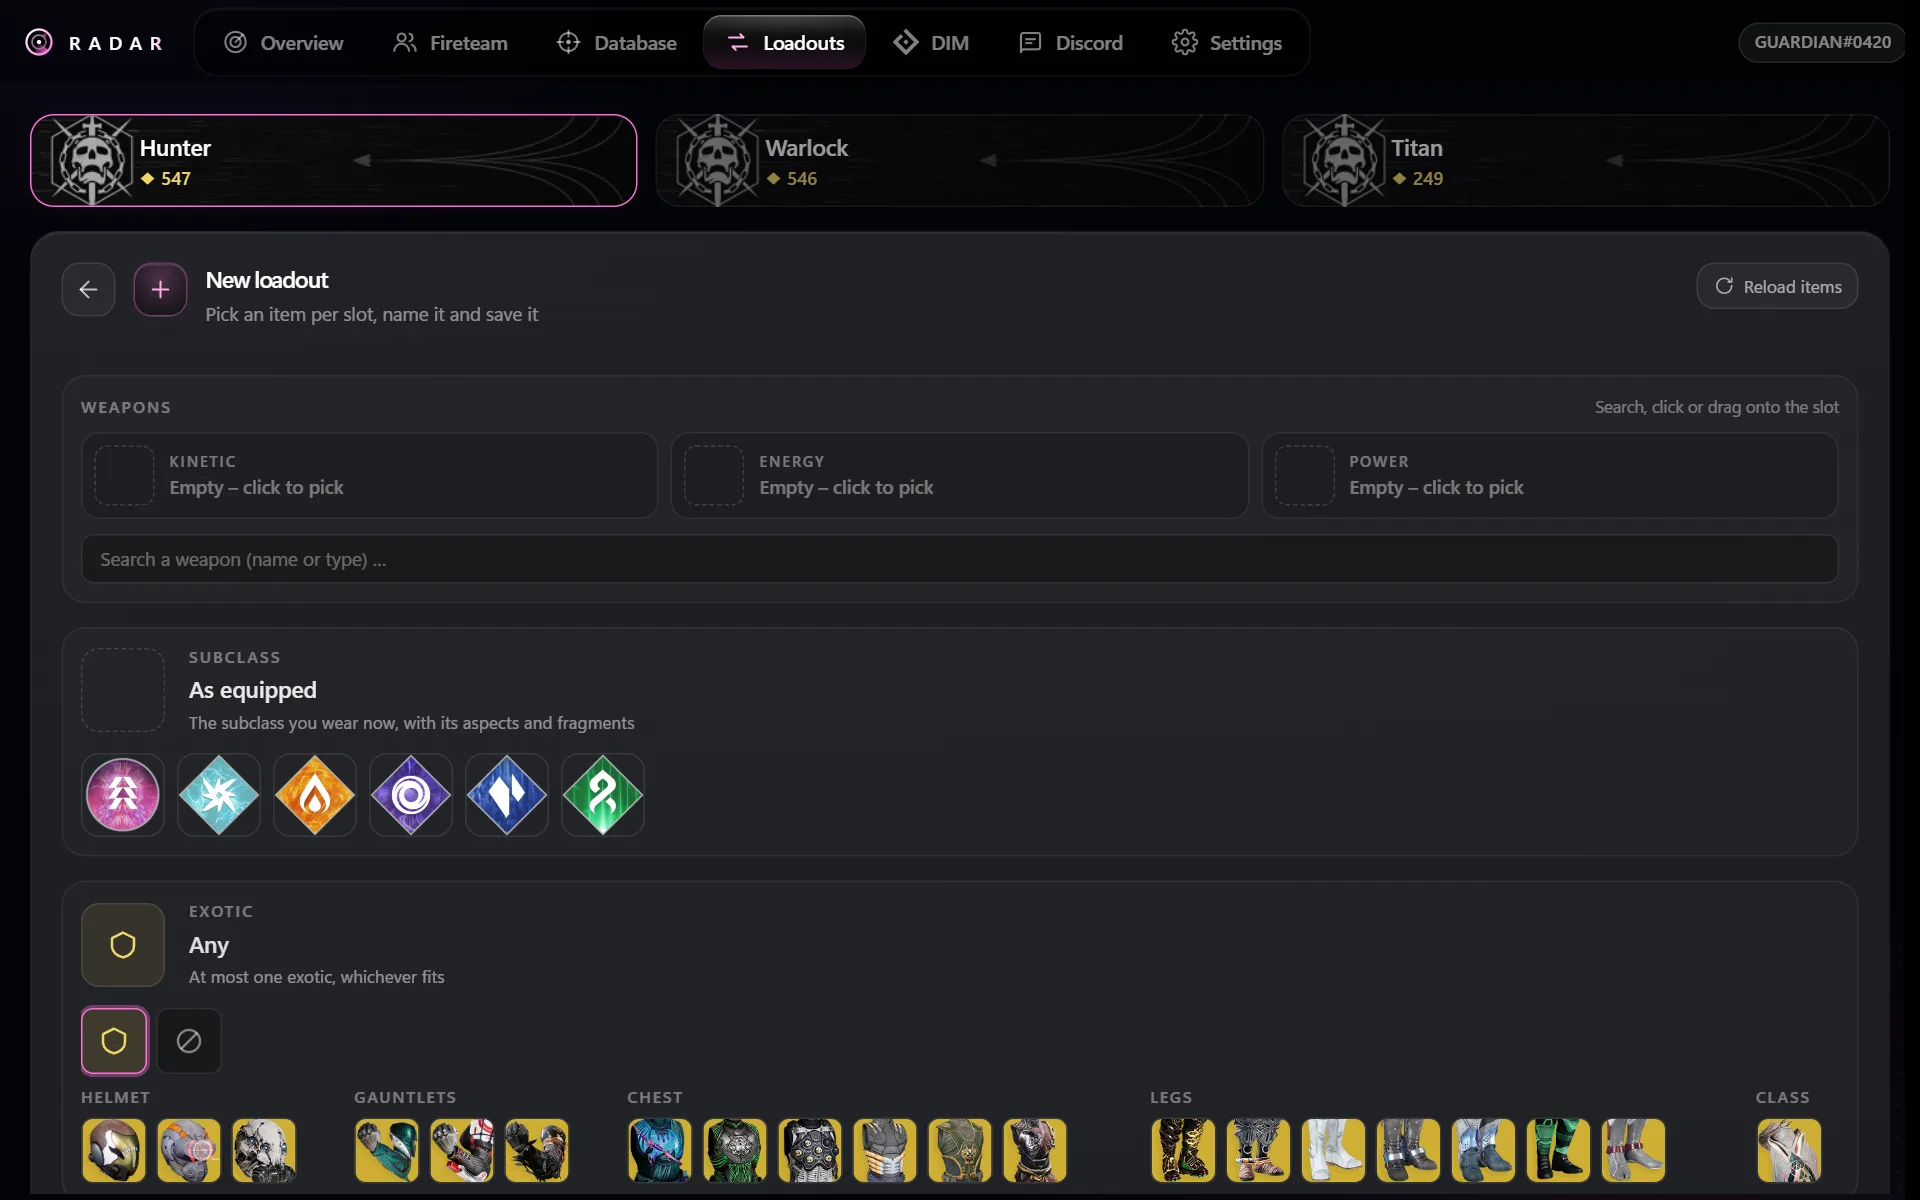 RADAR
Overview
Fireteam
Database
Loadouts
DIM
Discord
Settings
GUARDIAN#0420
Hunter
547
Warlock
546
Titan
249
New loadout
Pick an item per slot, name it and save it
Reload items
WEAPONS
Search, click or drag onto the slot
KINETIC
Empty – click to pick
ENERGY
Empty – click to pick
POWER
Empty – click to pick
Search a weapon (name or type) ...
SUBCLASS
As equipped
The subclass you wear now, with its aspects and fragments
EXOTIC
Any
At most one exotic, whichever fits
HELMET
GAUNTLETS
CHEST
LEGS
CLASS